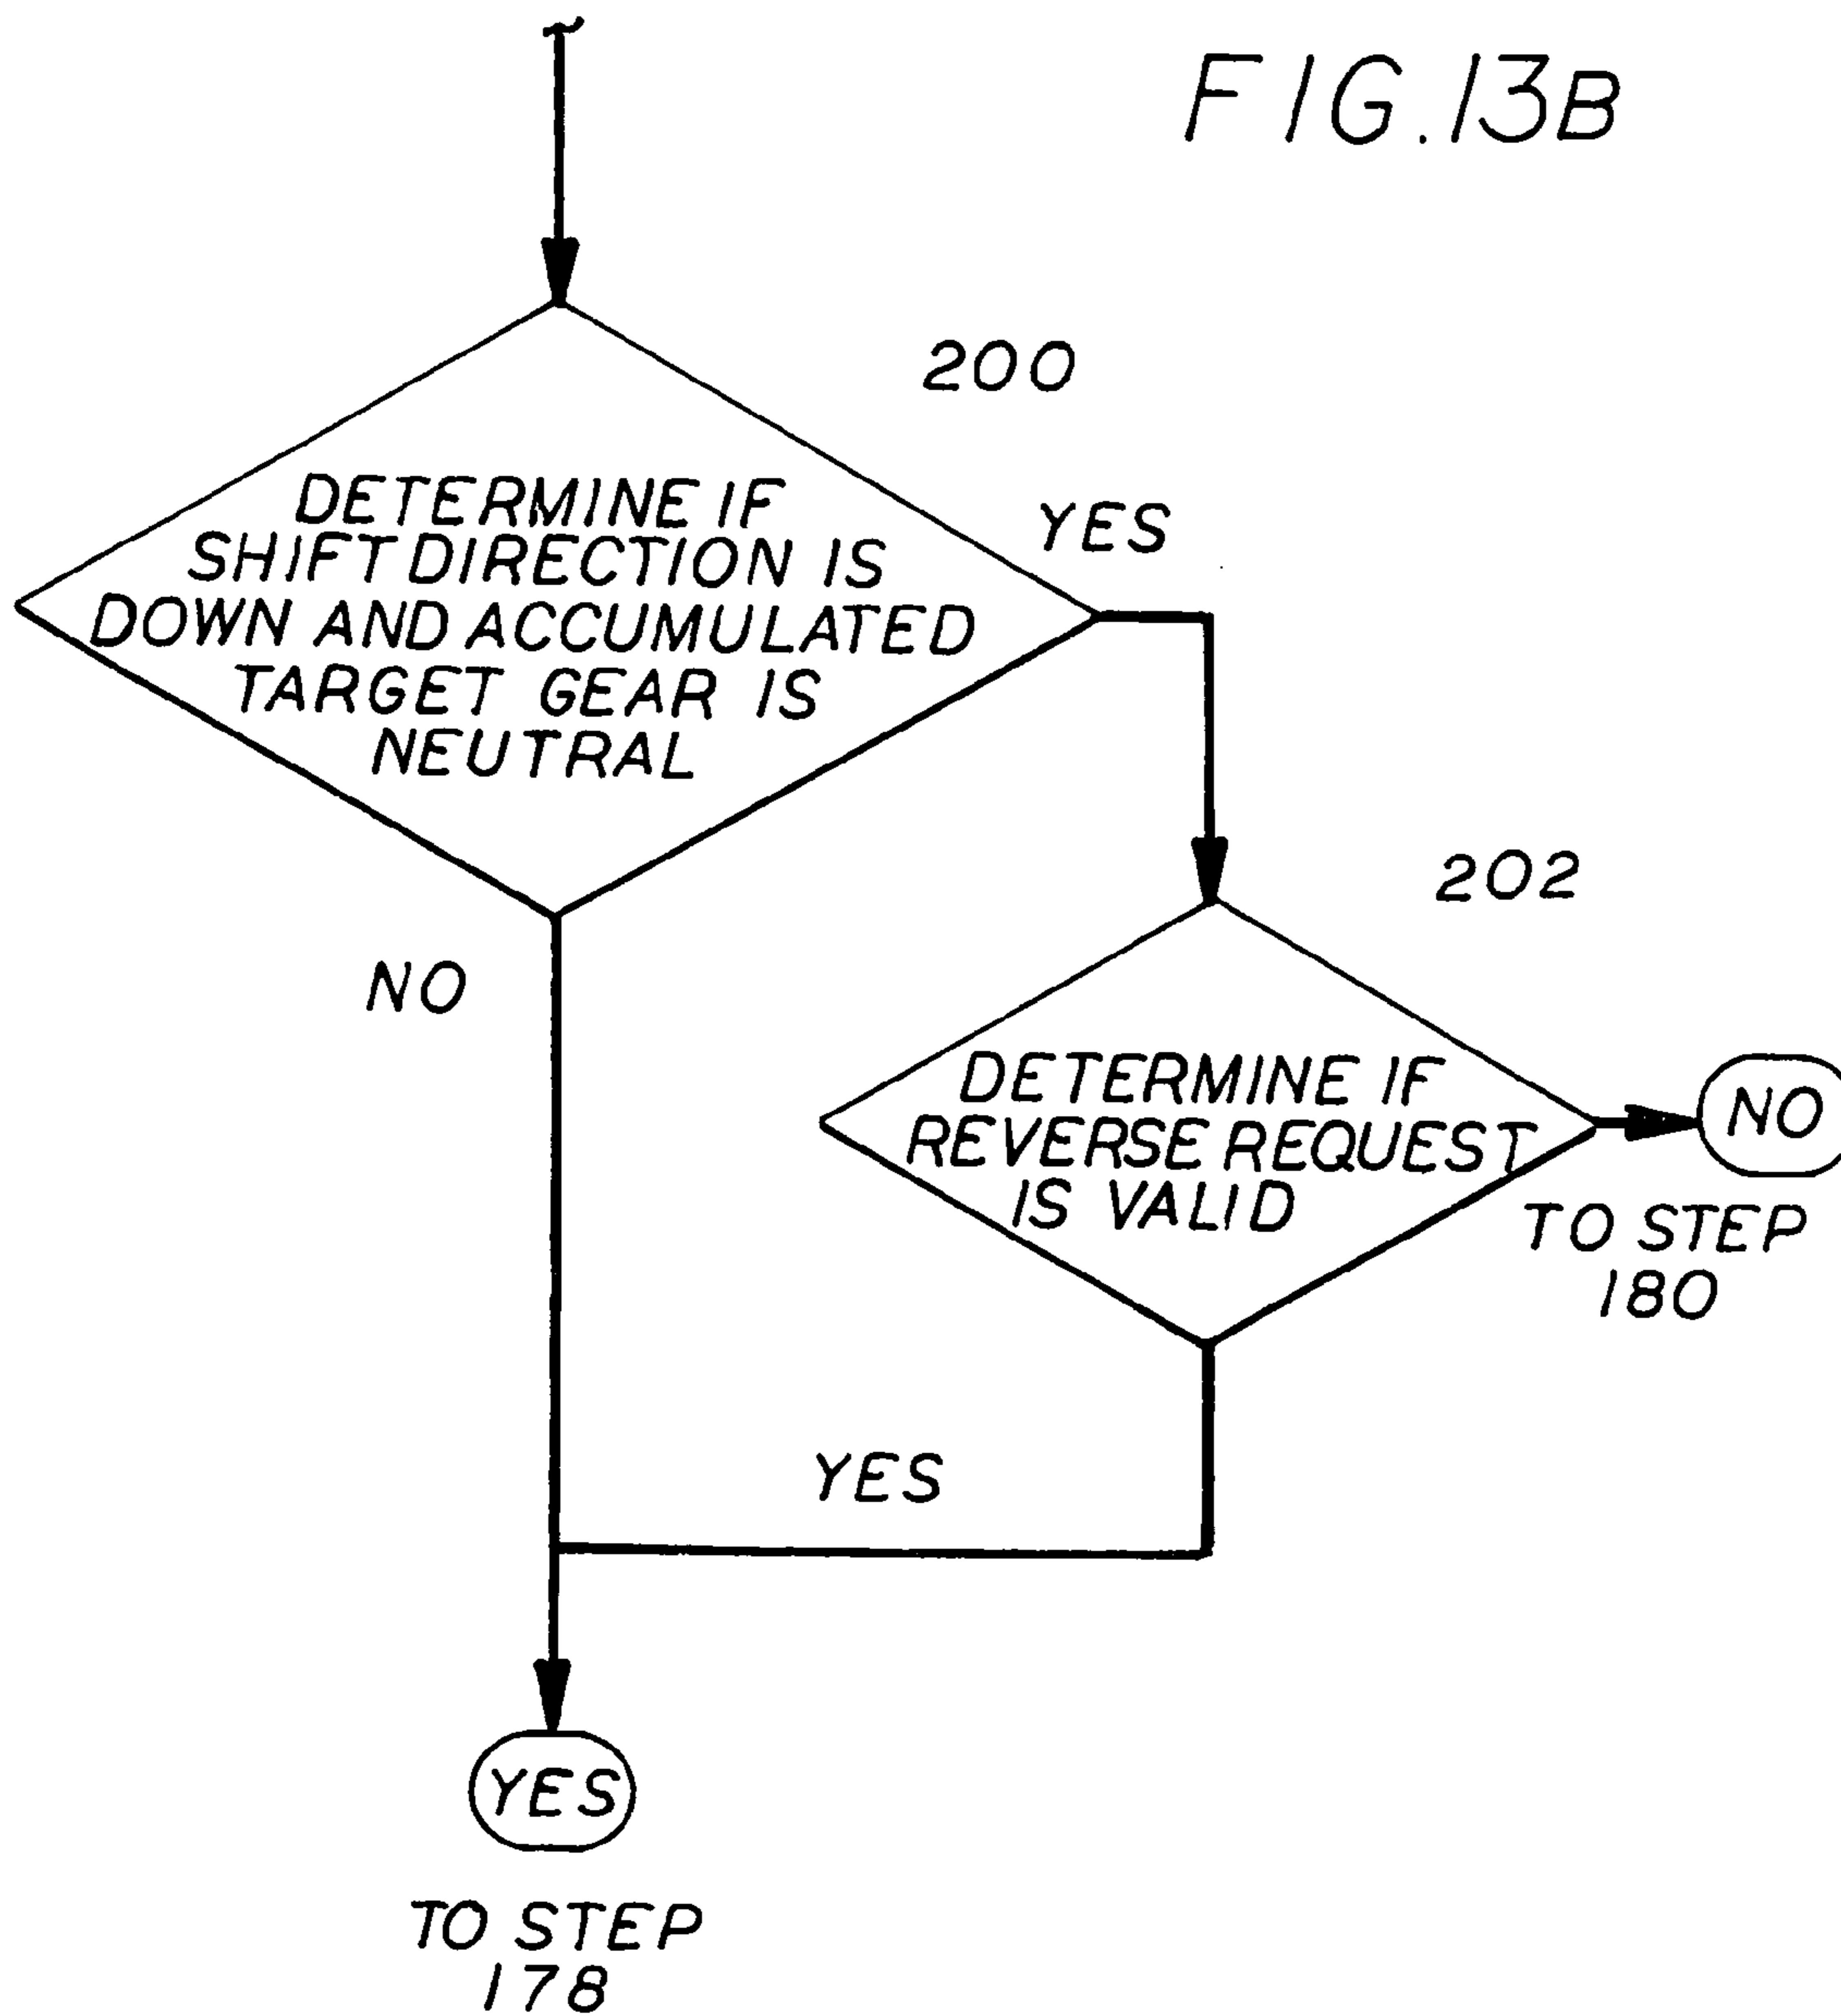 FIG. 13B
200
DETERMINE IF
SHIFT DIRECTION IS
DOWN AND ACCUMULATED
TARGET GEAR IS
NEUTRAL
YES
NO
202
DETERMINE IF
REVERSE REQUEST
IS VALID
NO
TO STEP
180
YES
YES
TO STEP
178